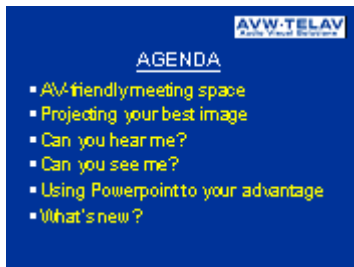 AVW-TELAV
Audio Visual Solutions
AGENDA
AV-friendly meeting space
Projecting your best image
Can you hear me?
Can you see me?
Using Powerpoint to your advantage
What's new?